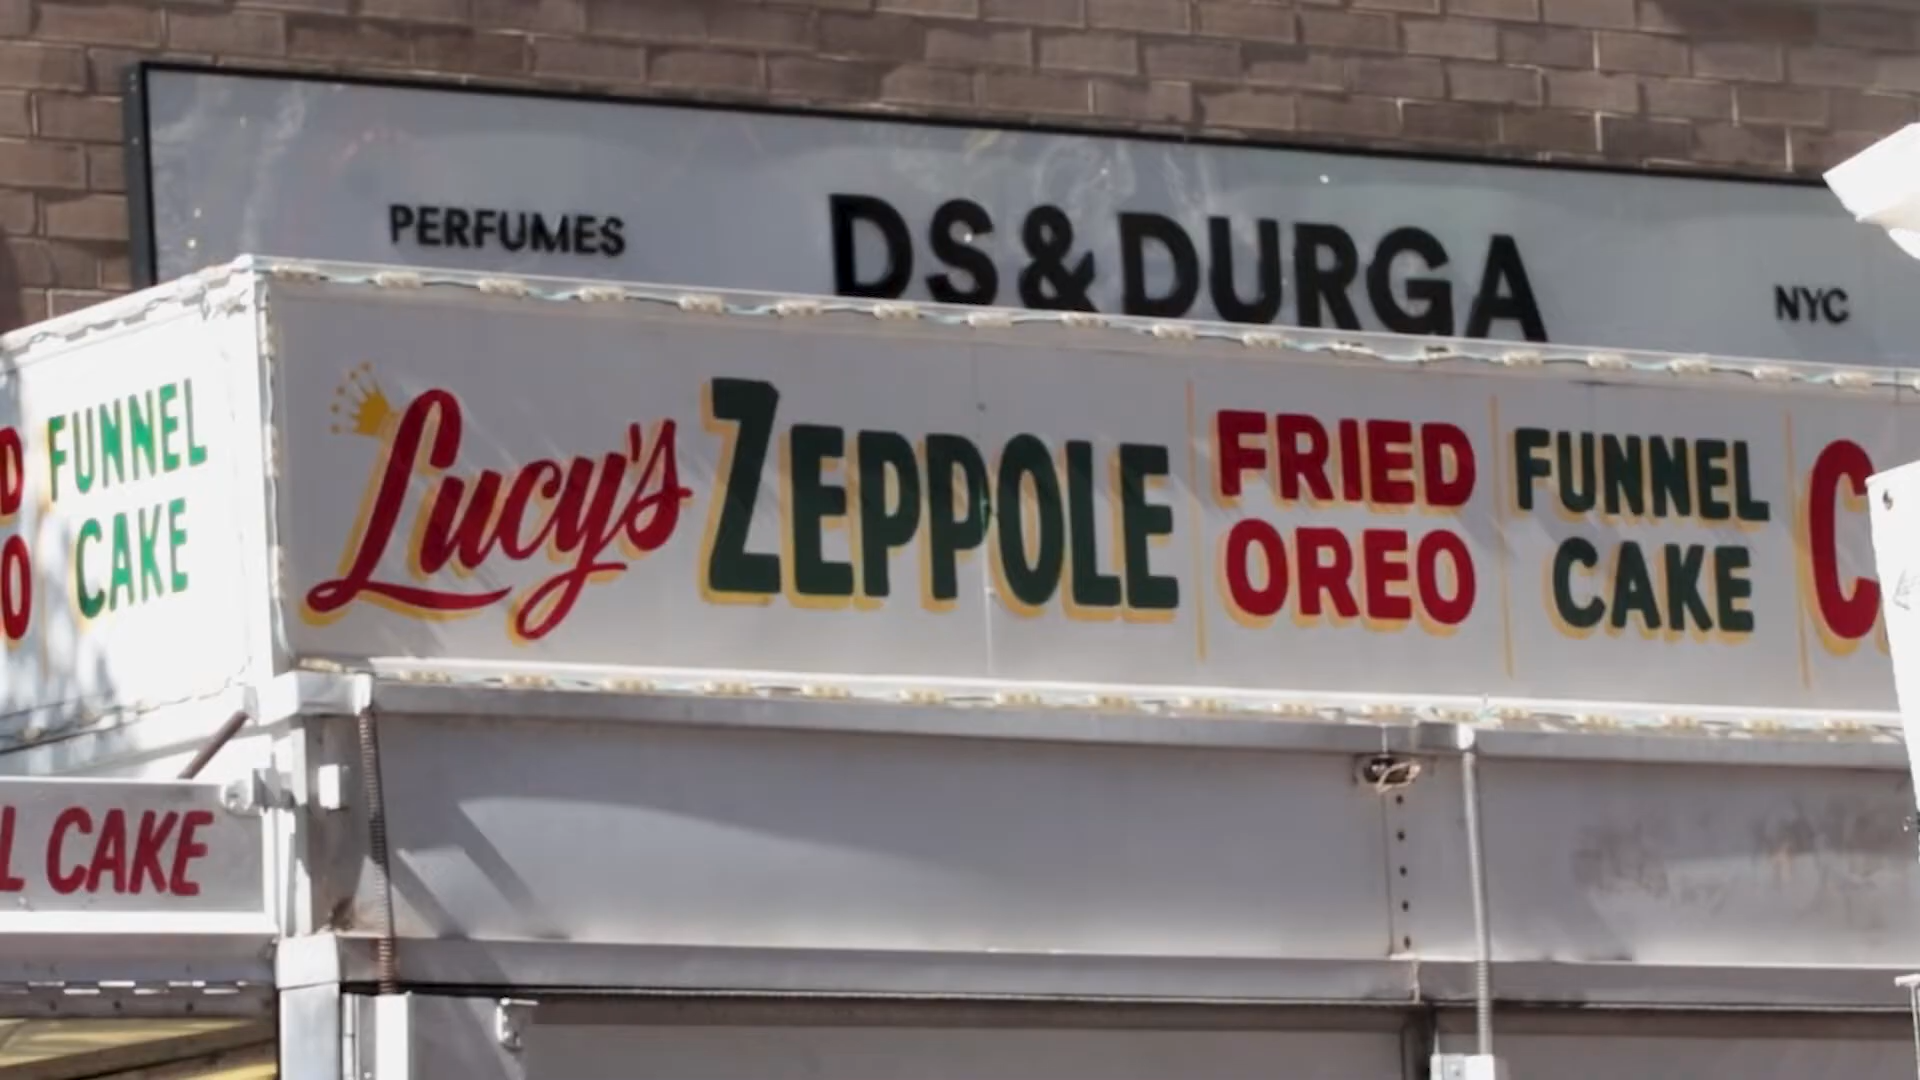 PERFUMES
DS&DURGA
NYC
FUNNEL
CAKE
Lucy's ZEPPOLE
FRIED
OREO
FUNNEL
CAKE
CAKE